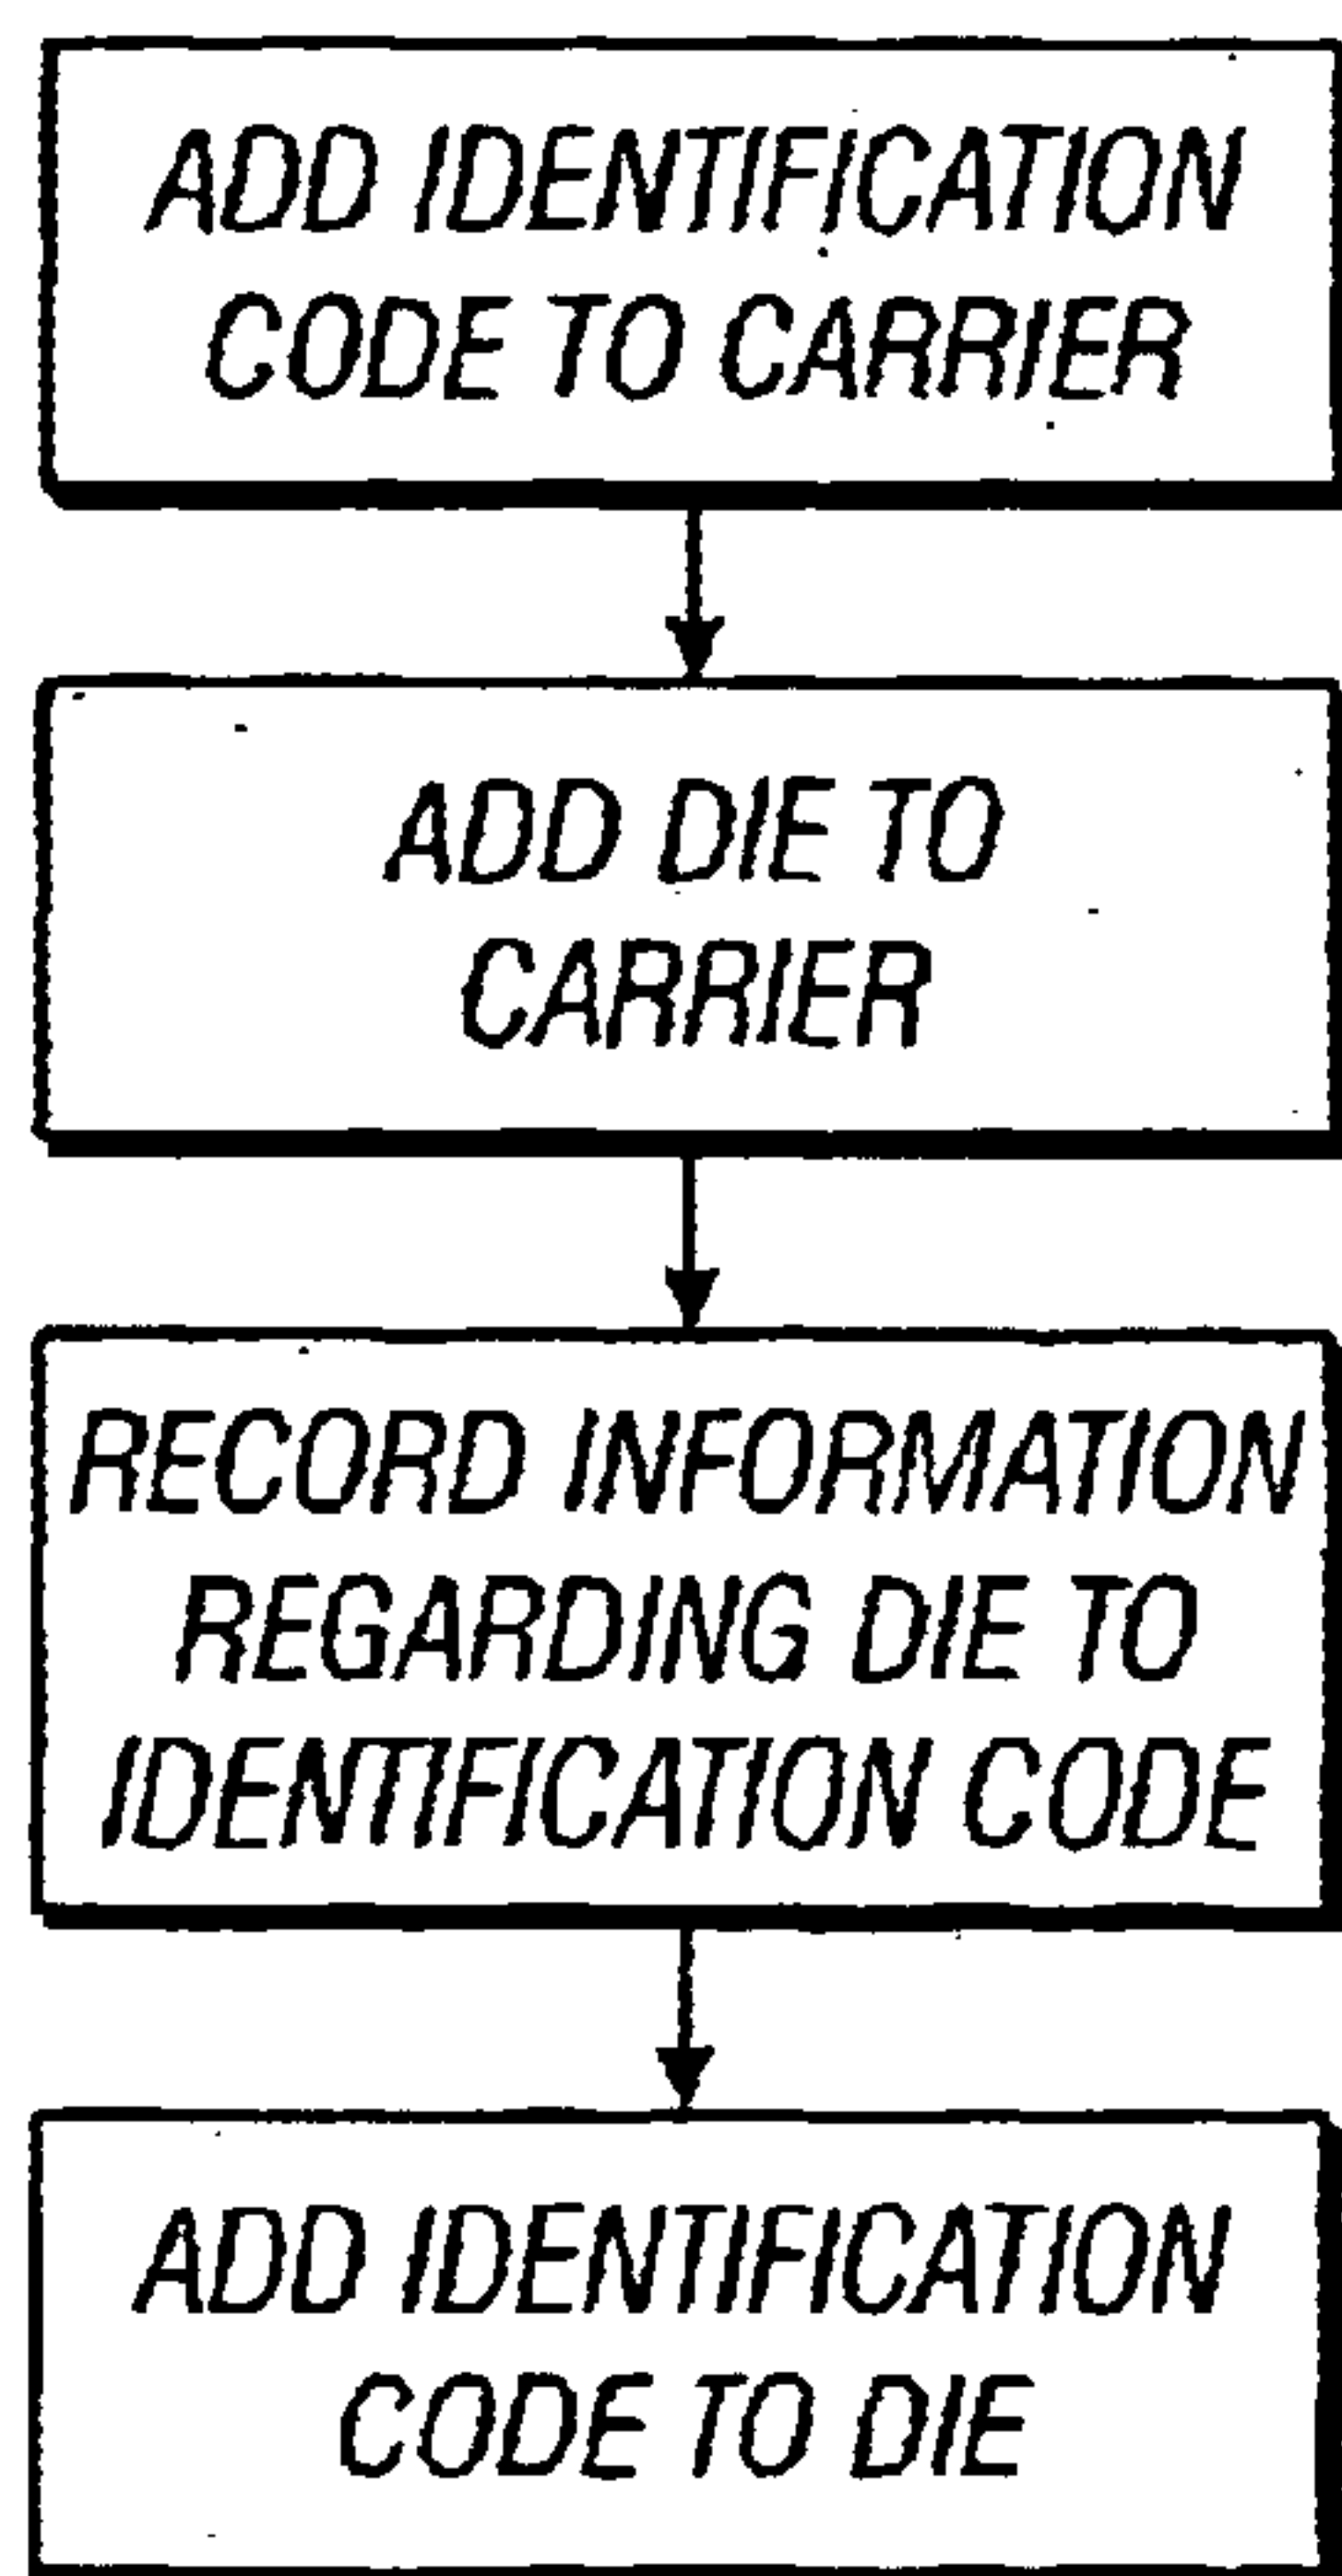 ADD IDENTIFICATION
CODE TO CARRIER
ADD DIE TO
CARRIER
RECORD INFORMATION
REGARDING DIE TO
IDENTIFICATION CODE
ADD IDENTIFICATION
CODE TO DIE